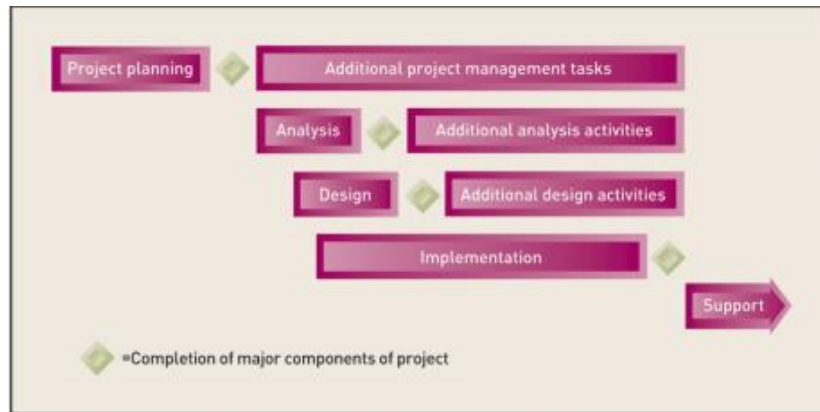 Project planning
Additional project management tasks
Analysis
Additional analysis activities
Design
Additional design activities
Implementation
Support
=Completion of major components of project